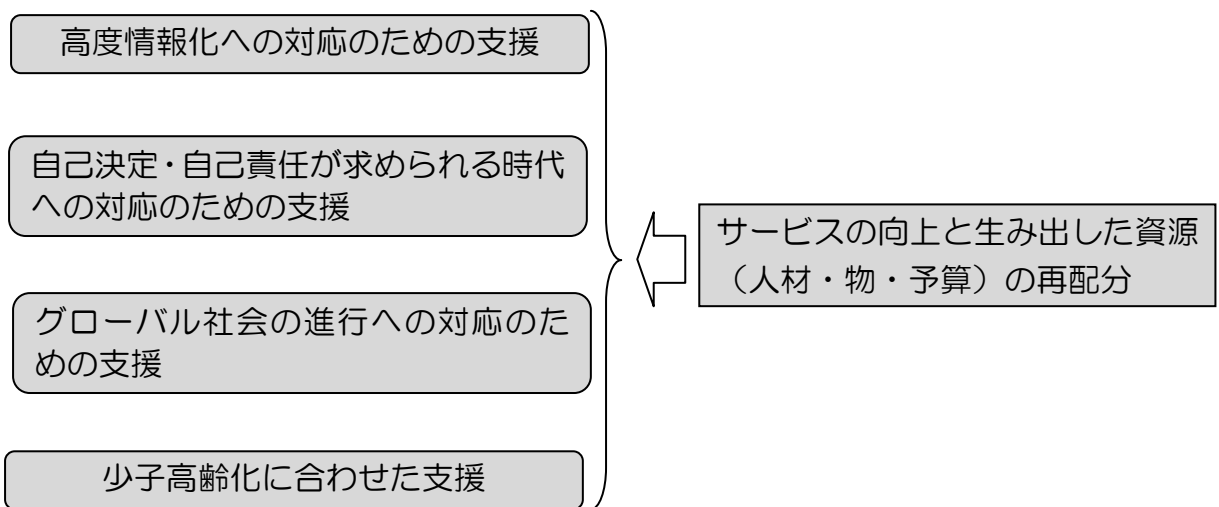 高度情報化への対応のための支援
自己決定・自己責任が求められる時代
への対応のための支援
グローバル社会の進行への対応のた
めの支援
少子高齢化に合わせた支援
サービスの向上と生み出した資源
（人材・物・予算）の再配分